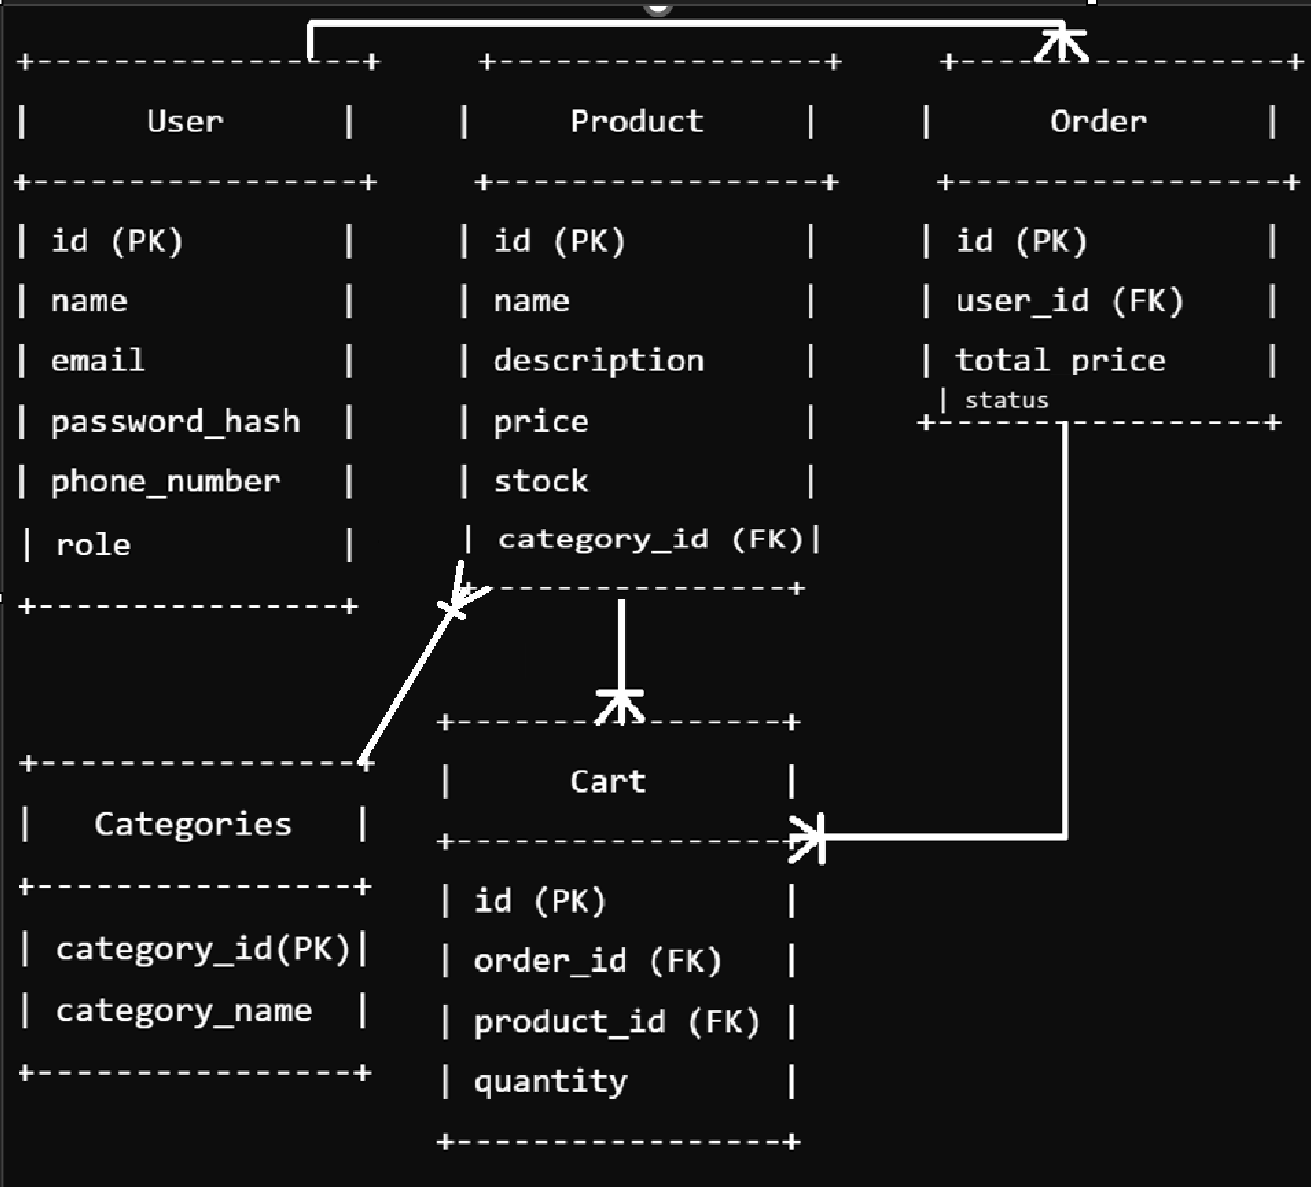 User
id (PK)
name
email
password_hash
phone_number
role
Product
id (PK)
name
description
price
stock
category_id (FK)
Order
id (PK)
user_id (FK)
total price
status
Categories
category_id(PK)
category_name
Cart
id (PK)
order_id (FK)
product_id (FK)
quantity